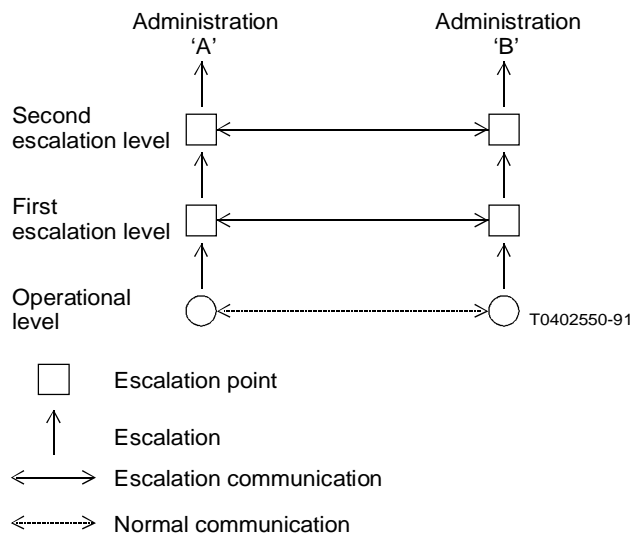 Administration
‘A’
Administration
‘B’
Second
escalation level
First
escalation level
Operational
level
T0402550-91
Escalation point
Escalation
Escalation communication
Normal communication